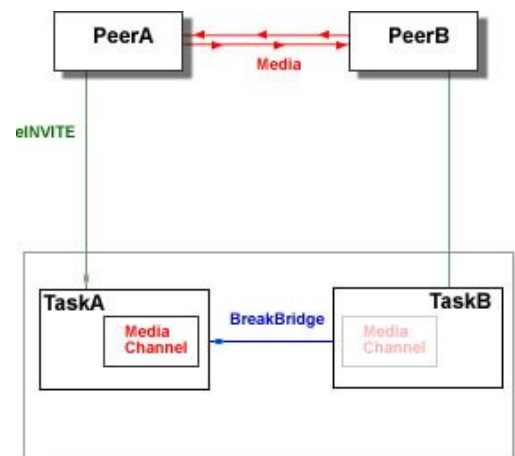 PeerA
PeerB
Media
eINVITE
TaskA
TaskB
BreakBridge
Media
Channel
Media
Channel